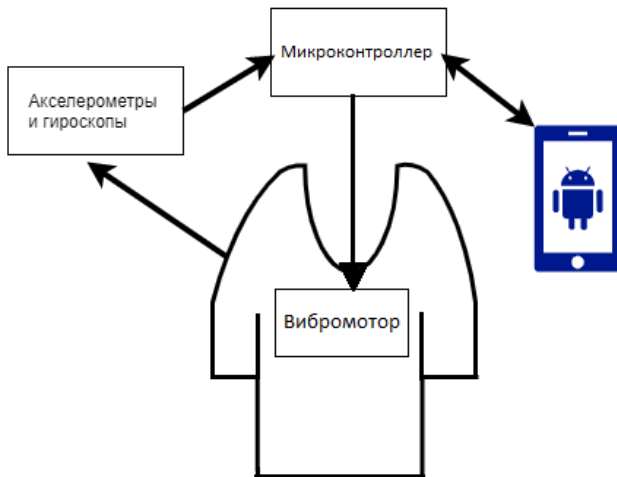 Микроконтроллер
Акселерометры
и гироскопы
Вибромотор